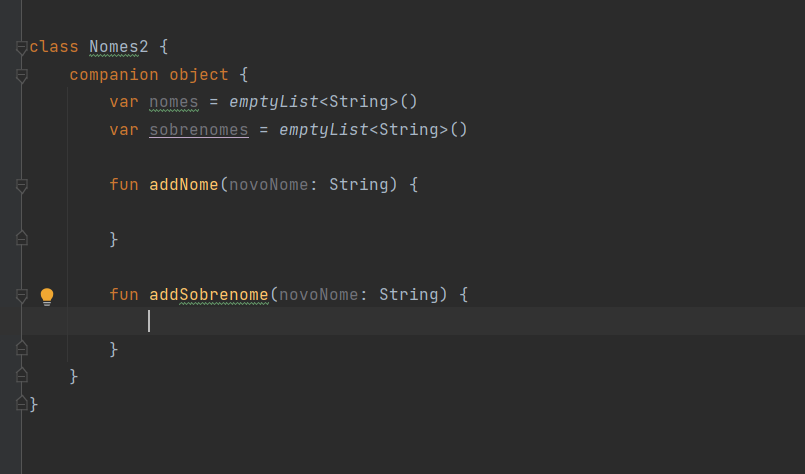 class Nomes2 {
companion object {
var nomes = emptyList<String>()
var sobrenomes = emptyList<String>()
fun addNome(novoNome: String) {
}
fun addSobrenome(novoNome: String) {
}
}
}